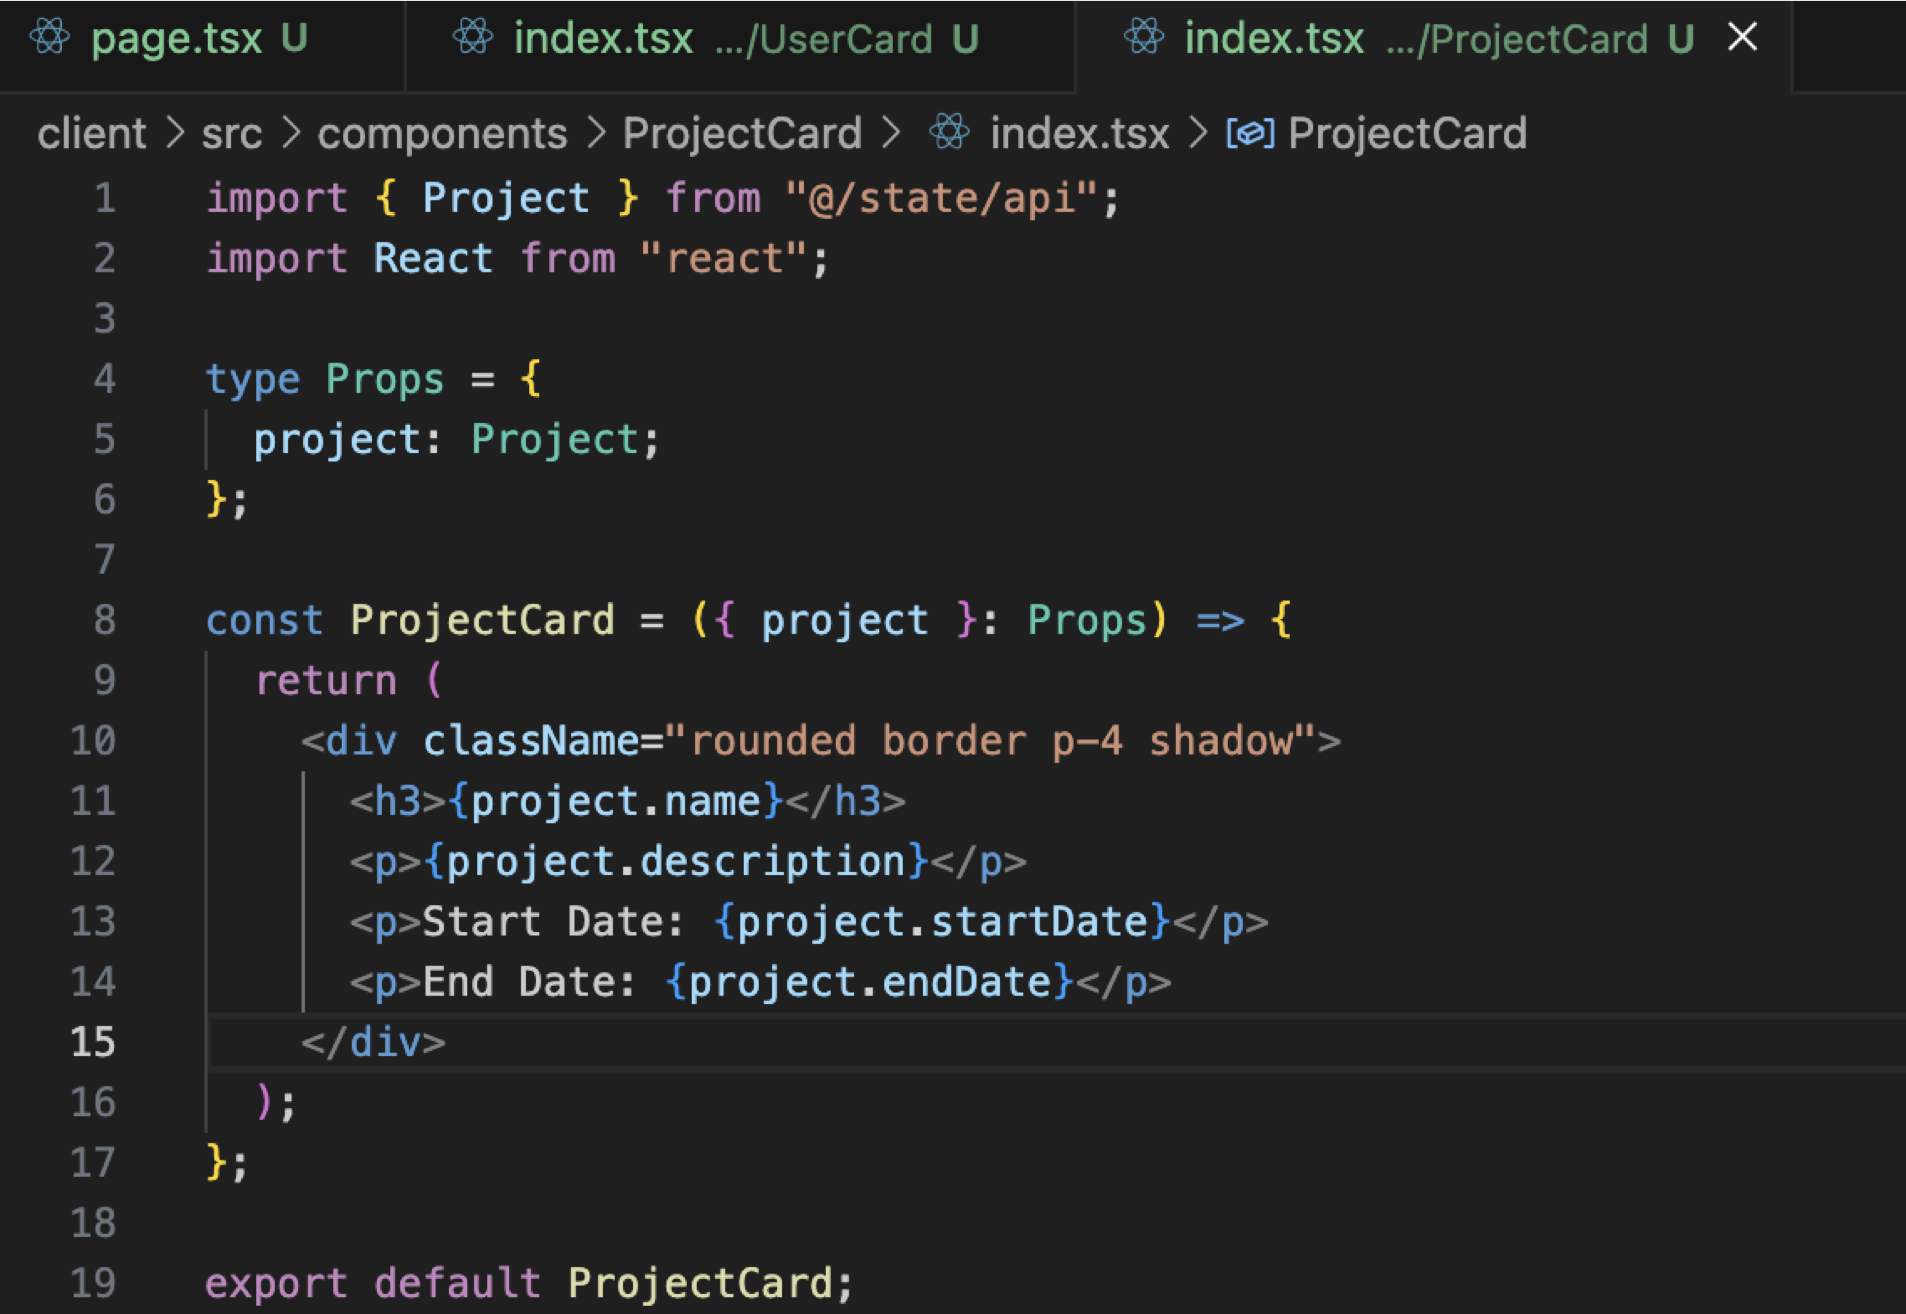 page.tsx U index.tsx .../UserCard U index.tsx .../ProjectCard U
client > src > components > ProjectCard > index.tsx > ProjectCard
1 import { Project } from "@/state/api";
2 import React from "react";
3
4 type Props = {
5   project: Project;
6 };
7
8 const ProjectCard = ({ project }: Props) => {
9   return (
10     <div className="rounded border p-4 shadow">
11       <h3>{project.name}</h3>
12       <p>{project.description}</p>
13       <p>Start Date: {project.startDate}</p>
14       <p>End Date: {project.endDate}</p>
15     </div>
16   );
17 };
18
19 export default ProjectCard;